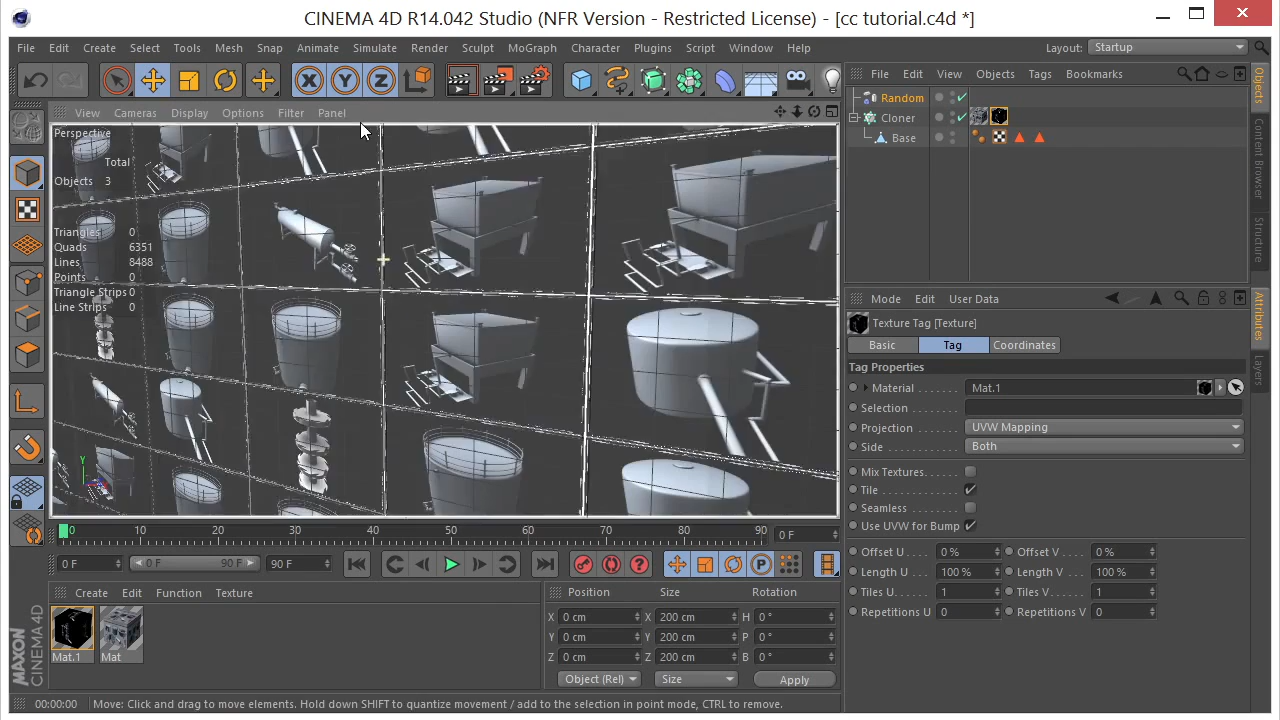 CINEMA 4D R14.042 Studio (NFR Version - Restricted License) - [cc tutorial.c4d *]
File Edit Create Select Tools Mesh Snap Animate Simulate Render Sculpt MoGraph Character Plugins Script Window Help
Layout: Startup
X Y Z
View Cameras Display Options Filter Panel
File Edit View Objects Tags Bookmarks
Random
Cloner
Base
Perspective
Total
Objects 3
Triangles 0
Quads 6351
Lines 8488
Points 0
Triangle Strips 0
Line Strips 0
Y
Mode Edit User Data
Texture Tag [Texture]
Basic Tag Coordinates
Tag Properties
Material . . . . . . . Mat.1
Selection . . . . . . .
Projection . . . . . . UVW Mapping
Side . . . . . . . . . . Both
Mix Textures. . . . .
Tile . . . . . . . . . .
Seamless . . . . . . .
Use UVW for Bump
Offset U . . . . 0 % Offset V . . . . 0 %
Length U . . . 100 % Length V . . . 100 %
Tiles U. . . . . 1 Tiles V. . . . . 1
Repetitions U 0 Repetitions V 0
Objects
Content Browser
Structure
Attributes
Layers
0 10 20 30 40 50 60 70 80 90 0 F
0 F 0 F 90 F 90 F
P
Create Edit Function Texture
Mat.1 Mat
Position Size Rotation
X 0 cm X 200 cm H 0 °
Y 0 cm Y 200 cm P 0 °
Z 0 cm Z 200 cm B 0 °
Object (Rel) Size Apply
MAXON
CINEMA 4D
00:00:00 Move: Click and drag to move elements. Hold down SHIFT to quantize movement / add to the selection in point mode, CTRL to remove.